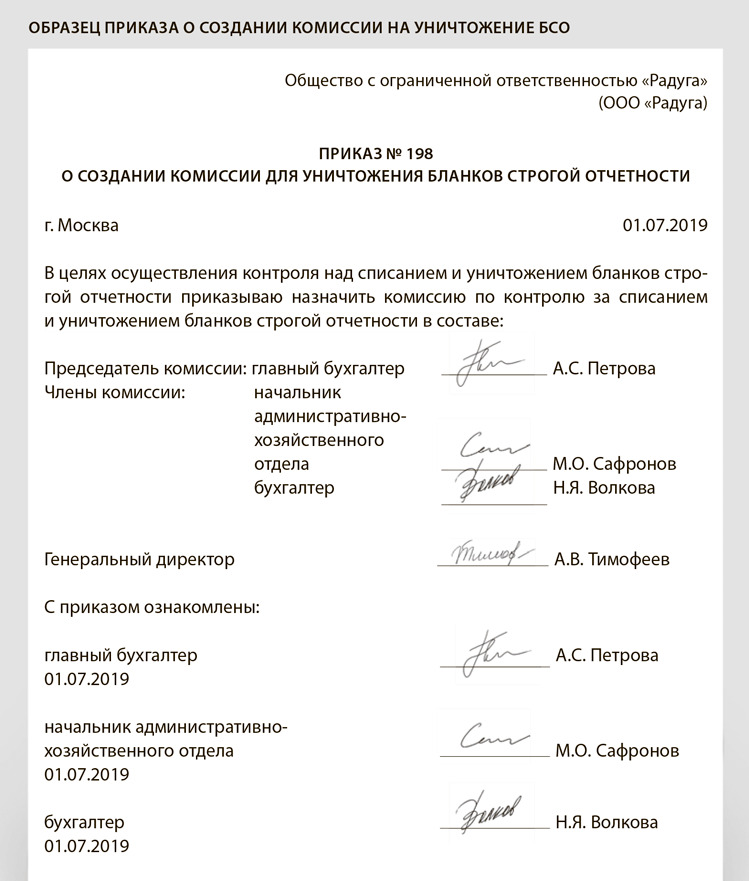 ОБРАЗЕЦ ПРИКАЗА О СОЗДАНИИ КОМИССИИ НА УНИЧТОЖЕНИЕ БСО
Общество с ограниченной ответственностью «Радуга»
(ООО «Радуга)
ПРИКАЗ № 198
О СОЗДАНИИ КОМИССИИ ДЛЯ УНИЧТОЖЕНИЯ БЛАНКОВ СТРОГОЙ ОТЧЕТНОСТИ
г. Москва 01.07.2019
В целях осуществления контроля над списанием и уничтожением бланков стро-
гой отчетности приказываю назначить комиссию по контролю за списанием
и уничтожением бланков строгой отчетности в составе:
Председатель комиссии: главный бухгалтер А.С. Петрова
Члены комиссии: начальник
административно-
хозяйственного
отдела М.О. Сафронов
бухгалтер Волков Н.Я. Волкова
Генеральный директор А.В. Тимофеев
С приказом ознакомлены:
главный бухгалтер А.С. Петрова
01.07.2019
начальник административно-
хозяйственного отдела М.О. Сафронов
01.07.2019
бухгалтер Волков Н.Я. Волкова
01.07.2019